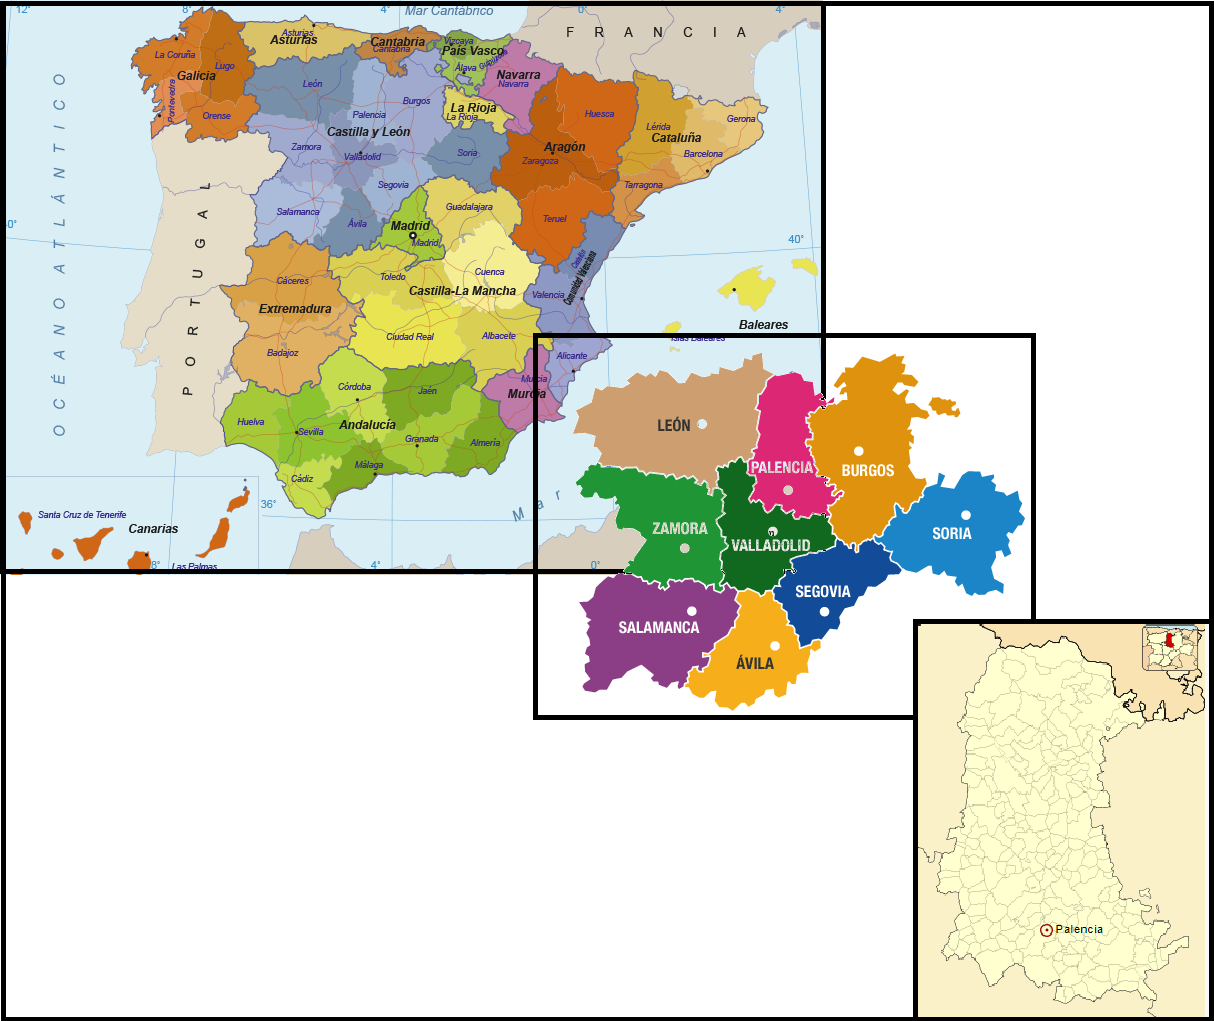 12°
8°
4°
Mar Cantábrico
0°
4°
F R A N C I A
OCÉANO ATLÁNTICO
PORTUGAL
La Coruña
Lugo
Galicia
Pontevedra
Orense
Asturias
Asturias
Cantabria
Cantabria
Vizcaya
País Vasco
Álava
Guipúzcoa
Navarra
Navarra
La Rioja
La Rioja
León
Palencia
Burgos
Castilla y León
Zamora
Valladolid
Soria
Segovia
Salamanca
Ávila
Huesca
Aragón
Zaragoza
Teruel
Lérida
Gerona
Cataluña
Barcelona
Tarragona
Guadalajara
Madrid
Madrid
Cuenca
Toledo
Castilla-La Mancha
Ciudad Real
Albacete
Comunidad Valenciana
Valencia
Alicante
40°
Baleares
Islas Baleares
Cáceres
Extremadura
Badajoz
Murcia
Murcia
Córdoba
Jaén
Huelva
Sevilla
Andalucía
Granada
Almería
Málaga
Cádiz
36°
Santa Cruz de Tenerife
Canarias
Las Palmas
8°
4°
0°
Mar
LEÓN
PALENCIA
BURGOS
ZAMORA
VALLADOLID
SORIA
SEGOVIA
SALAMANCA
ÁVILA
Palencia